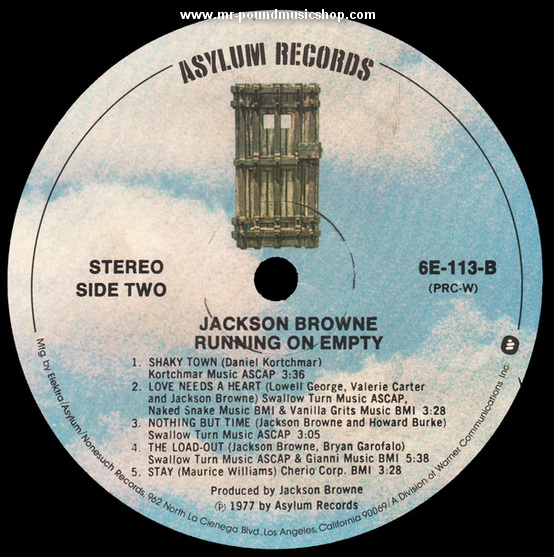 www.mr-poundmusicshop.com
ASYLUM RECORDS
STEREO
SIDE TWO
6E-113-B
(PRC-W)
JACKSON BROWNE
RUNNING ON EMPTY
1. SHAKY TOWN (Daniel Kortchmar)
Kortchmar Music ASCAP 3:36
2. LOVE NEEDS A HEART (Lowell George, Valerie Carter
and Jackson Browne) Swallow Turn Music ASCAP,
Naked Snake Music BMI & Vanilla Grits Music BMI 3:28
3. NOTHING BUT TIME (Jackson Browne and Howard Burke)
Swallow Turn Music ASCAP 3:05
4. THE LOAD-OUT (Jackson Browne, Bryan Garofalo)
Swallow Turn Music ASCAP & Gianni Music BMI 5:38
5. STAY (Maurice Williams) Cherio Corp. BMI 3:28
Produced by Jackson Browne
Ⓟ 1977 by Asylum Records
Mfg. by Elektra/Asylum/Nonesuch Records, 962 North La Cienega Blvd., Los Angeles, California 90069/A Division of Warner Communications Inc.